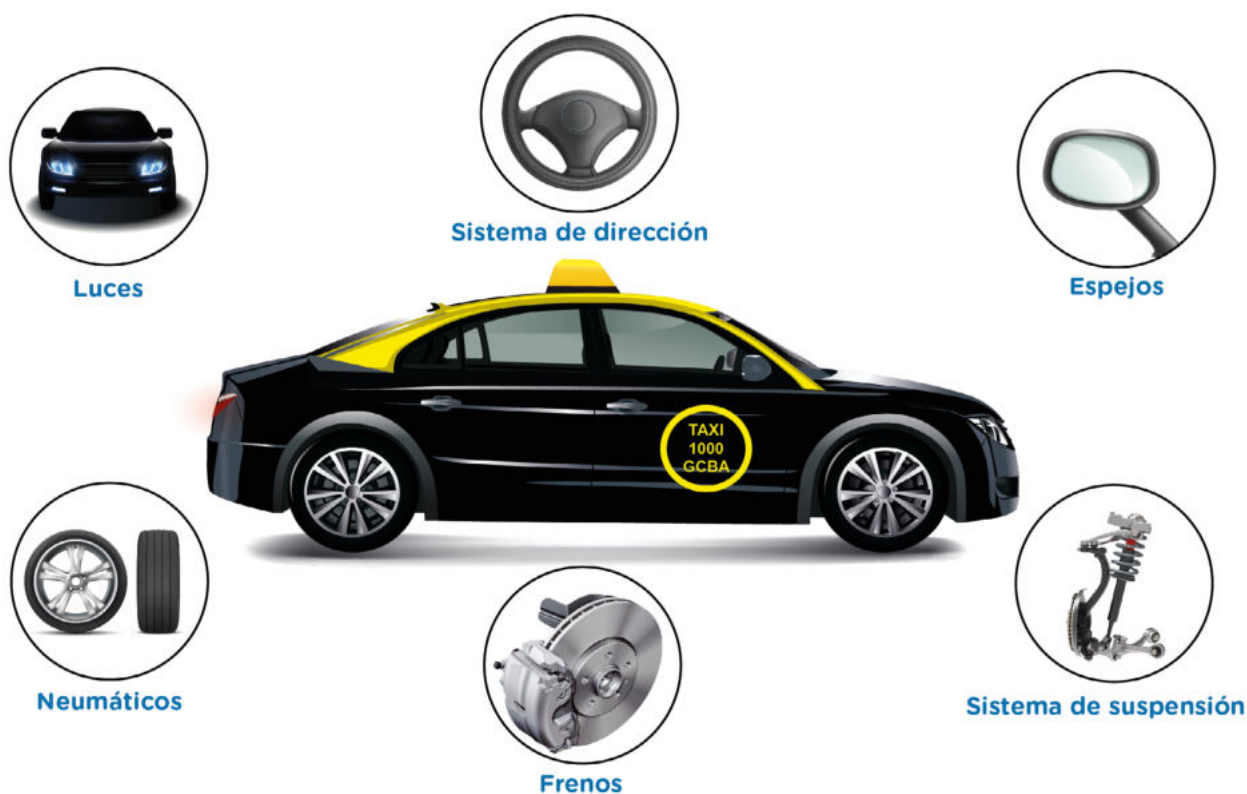 Sistema de dirección
Luces
Espejos
TAXI
1000
GCBA
Neumáticos
Sistema de suspensión
Frenos